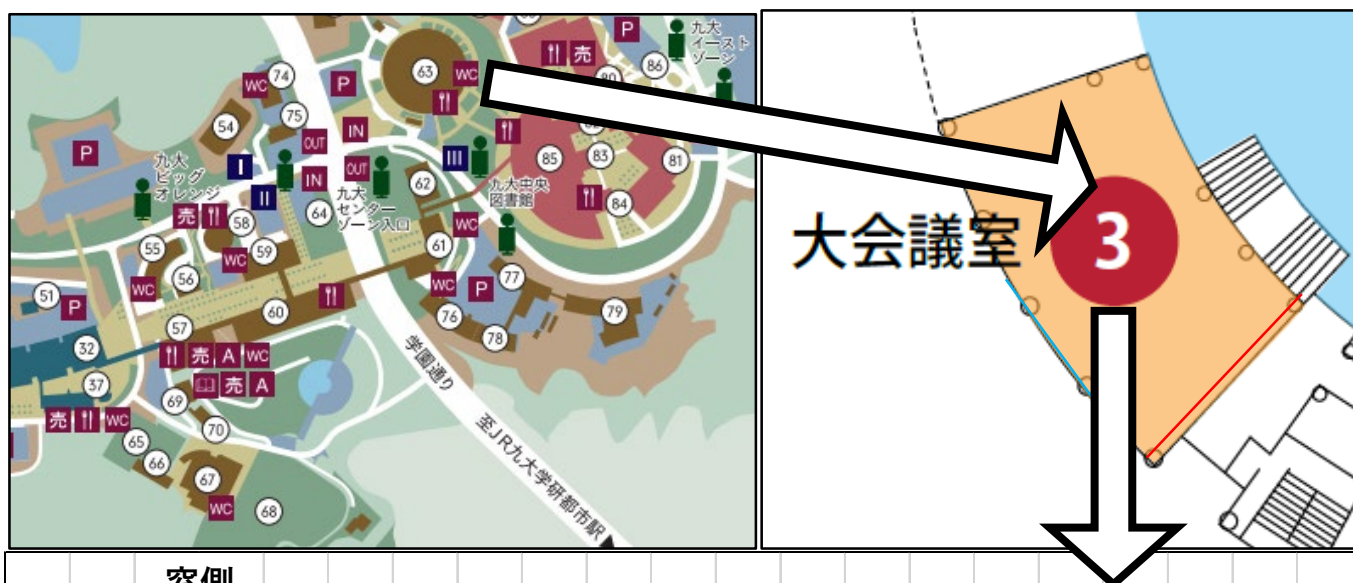 74
WC
P
63
WC
P
九大
イースト
ゾーン
86
売
80
54
75
OUT
IN
P
I
OUT
III
85
83
81
九大
ビッグ
オレンジ
II
IN
九大
センター
ゾーン入口
62
九大中央
図書館
84
売
58
64
WC
55
59
61
WC
56
WC
WC
P
77
51
P
57
60
76
79
78
32
売
A
WC
学園通り
37
売
A
69
売
WC
70
65
66
至JR九大学研都市駅
67
WC
68
大会議室
3